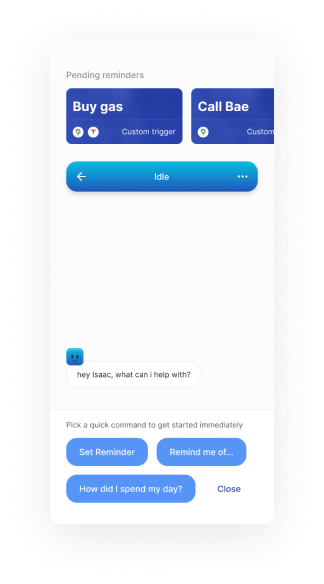 Pending reminders
Buy gas
Call Bae
Custom trigger
Custom
Idle
hey Isaac, what can i help with?
Pick a quick command to get started immediately
Set Reminder
Remind me of...
How did I spend my day?
Close